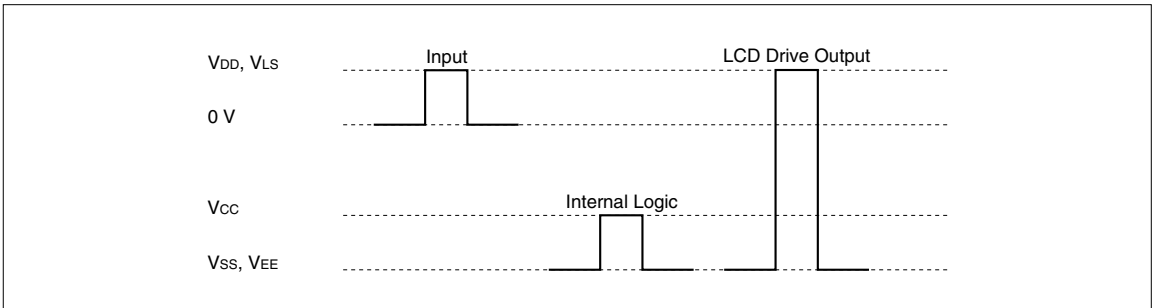 Input
LCD Drive Output
VDD, VLS
0 V
Internal Logic
VCC
VSS, VEE